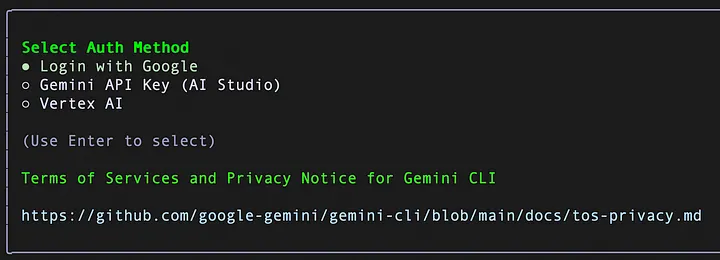 Select Auth Method
● Login with Google
○ Gemini API Key (AI Studio)
○ Vertex AI
(Use Enter to select)
Terms of Services and Privacy Notice for Gemini CLI
https://github.com/google-gemini/gemini-cli/blob/main/docs/tos-privacy.md